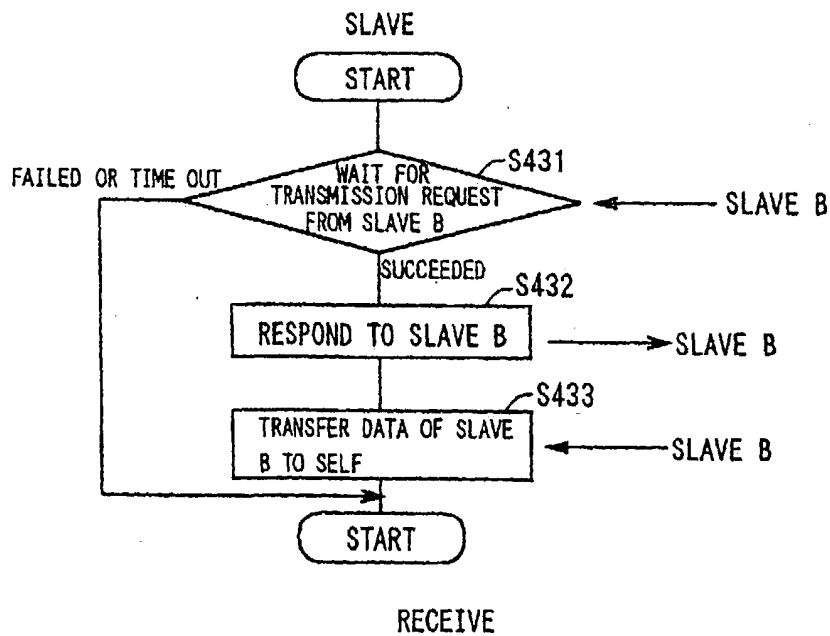 SLAVE
START
S431
FAILED OR TIME OUT
WAIT FOR
TRANSMISSION REQUEST
FROM SLAVE B
SLAVE B
SUCCEEDED
S432
RESPOND TO SLAVE B
SLAVE B
S433
TRANSFER DATA OF SLAVE
B TO SELF
SLAVE B
START
RECEIVE